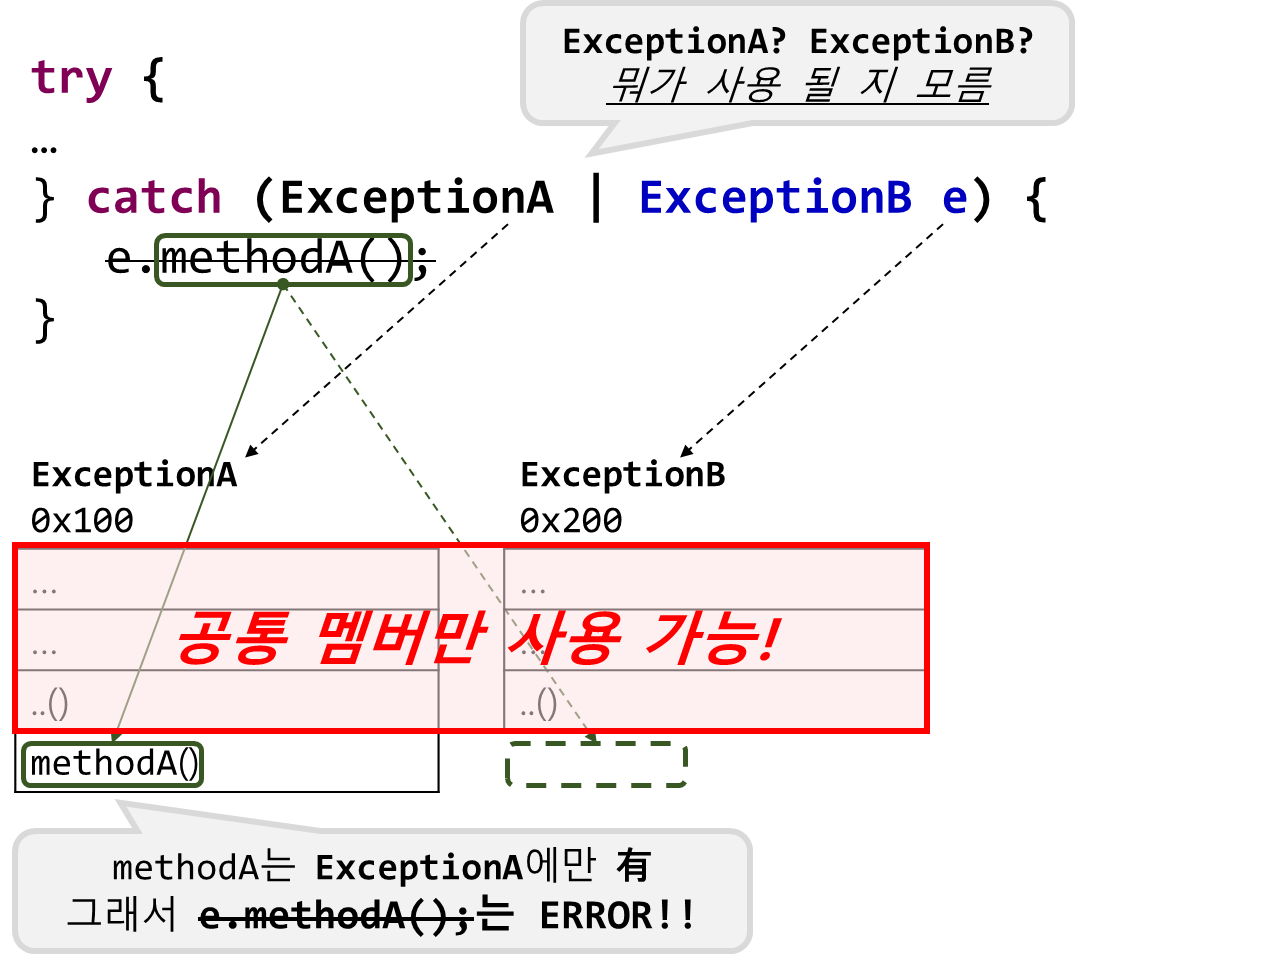 ExceptionA? ExceptionB?
뭐가 사용 될 지 모름
try {
…
} catch (ExceptionA | ExceptionB e) {
e.methodA();
}
ExceptionA
0x100
ExceptionB
0x200
…
…
..()
methodA()
…
…
..()
공통 멤버만 사용 가능!
methodA는 ExceptionA에만 有
그래서 e.methodA();는 ERROR!!